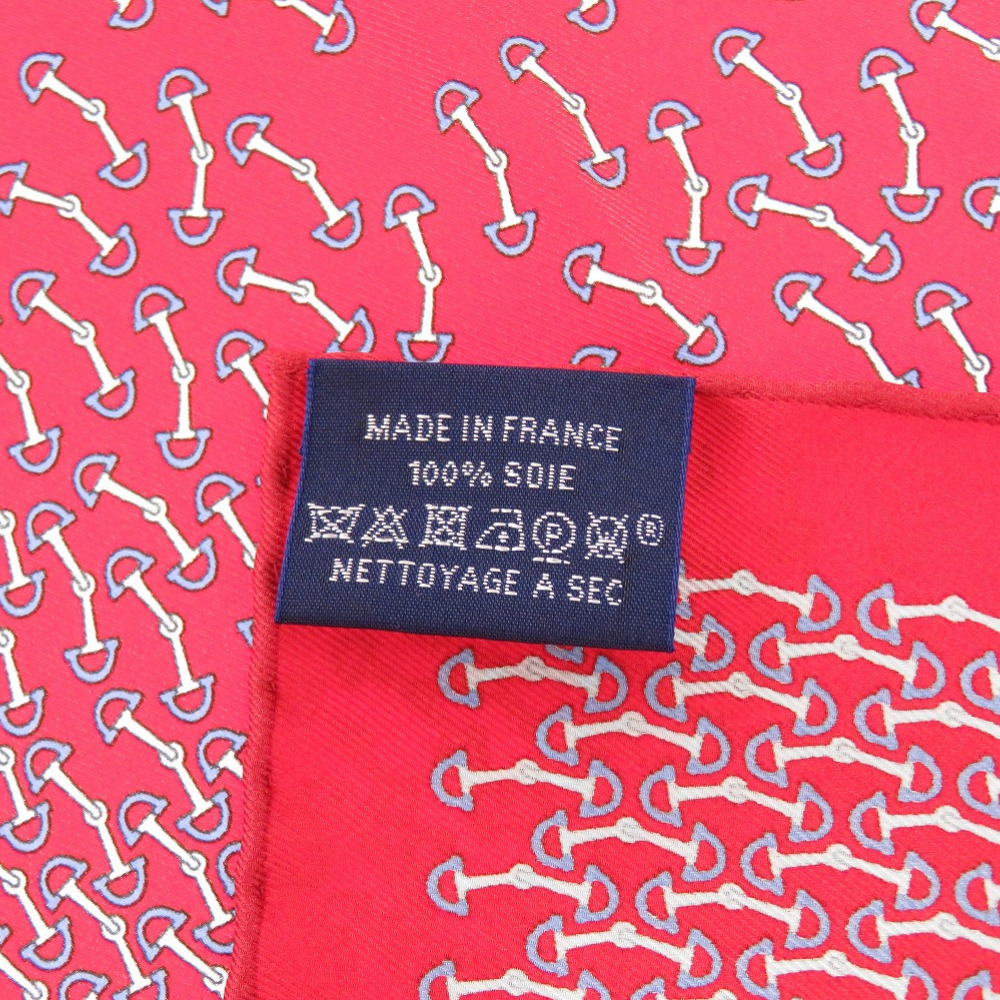 MADE IN FRANCE
100% SOIE
P ®
NETTOYAGE A SEC